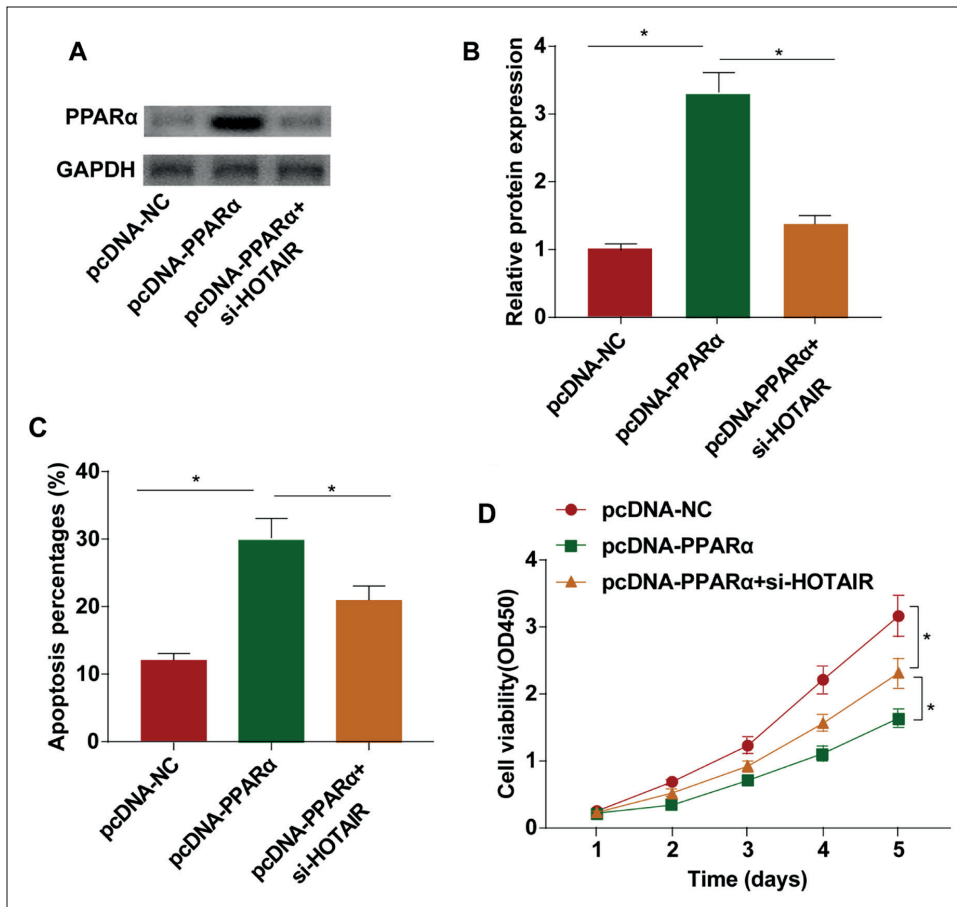 A
PPARα
GAPDH
pcDNA-NC
pcDNA-PPARα
pcDNA-PPARα+
si-HOTAIR
B
Relative protein expression
4
3
2
1
0
*
*
pcDNA-NC
pcDNA-PPARα
pcDNA-PPARα+
si-HOTAIR
C
Apoptosis percentages (%)
40
30
20
10
0
*
*
pcDNA-NC
pcDNA-PPARα
pcDNA-PPARα+
si-HOTAIR
D
pcDNA-NC
pcDNA-PPARα
pcDNA-PPARα+si-HOTAIR
Cell viability(OD450)
4
3
2
1
0
*
*
1 2 3 4 5
Time (days)